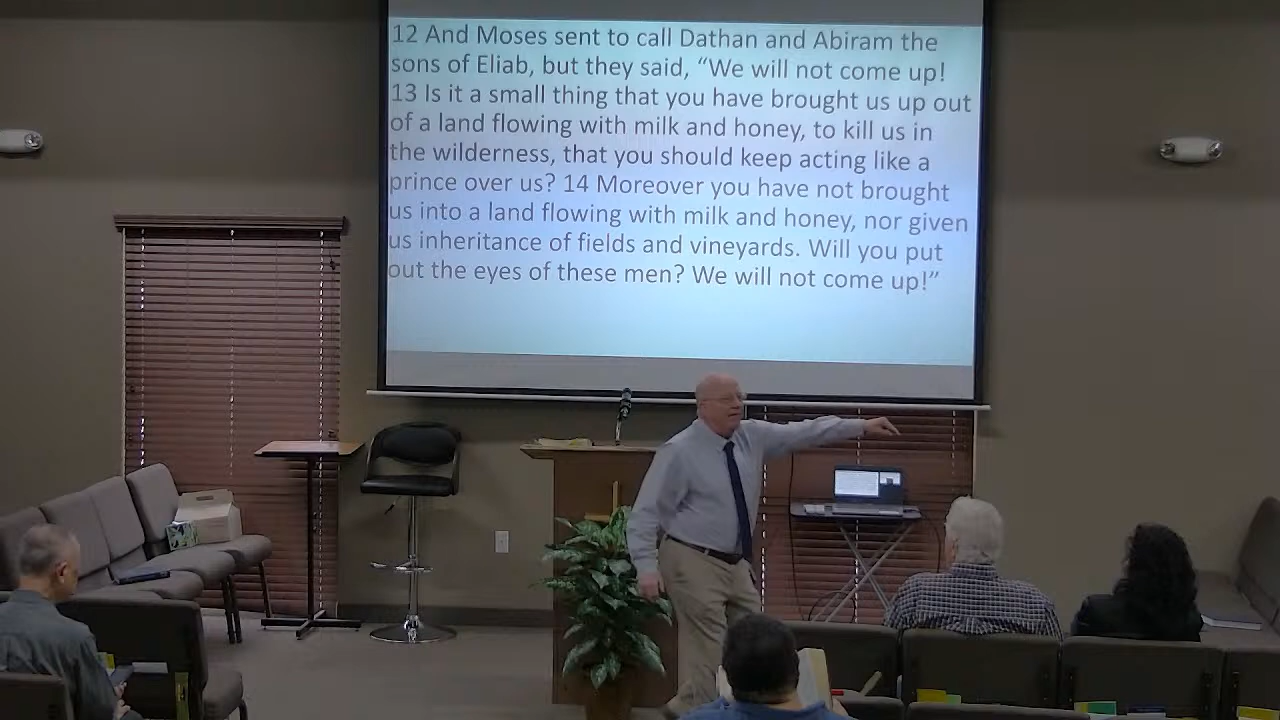 12 And Moses sent to call Dathan and Abiram the
sons of Eliab, but they said, “We will not come up!
13 Is it a small thing that you have brought us up out
of a land flowing with milk and honey, to kill us in
the wilderness, that you should keep acting like a
prince over us? 14 Moreover you have not brought
us into a land flowing with milk and honey, nor given
us inheritance of fields and vineyards. Will you put
out the eyes of these men? We will not come up!”